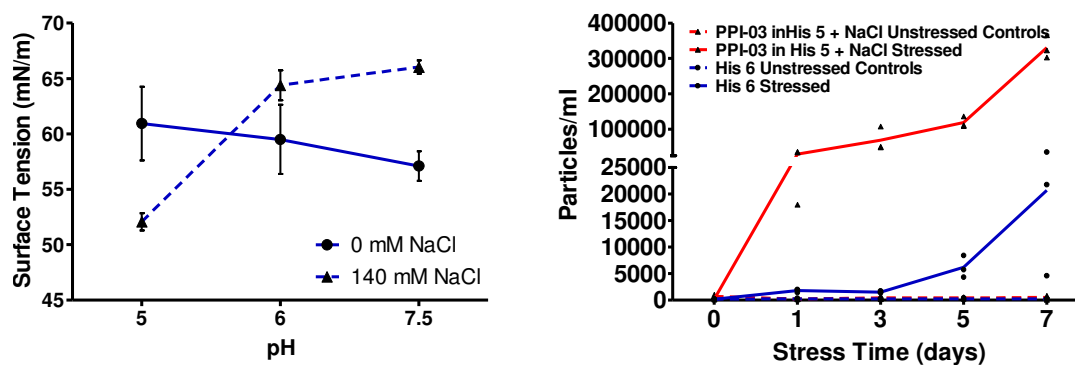 70
65
60
55
50
45
Surface Tension (mN/m)
0 mM NaCl
140 mM NaCl
5
6
7.5
pH
400000
300000
200000
100000
25000
20000
15000
10000
5000
0
Particles/ml
PPI-03 inHis 5 + NaCl Unstressed Controls
PPI-03 in His 5 + NaCl Stressed
His 6 Unstressed Controls
His 6 Stressed
0
1
3
5
7
Stress Time (days)